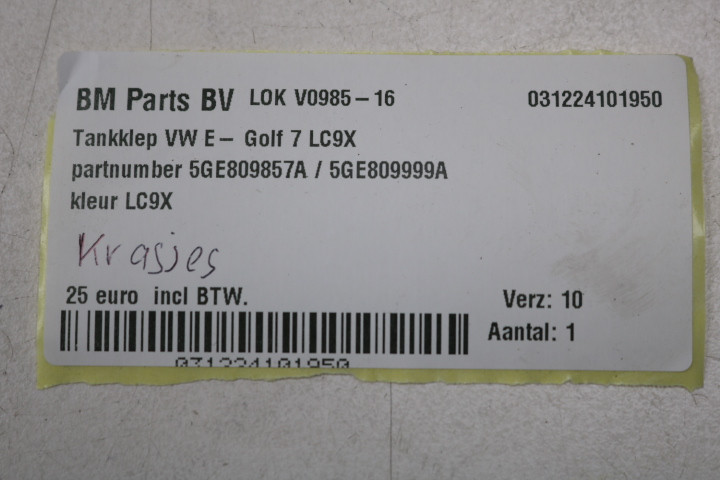 BM Parts BV LOK V0985-16 031224101950
Tankklep VW E- Golf 7 LC9X
partnumber 5GE809857A / 5GE809999A
kleur LC9X
Krasjes
25 euro incl BTW. Verz: 10
Aantal: 1
031224101950